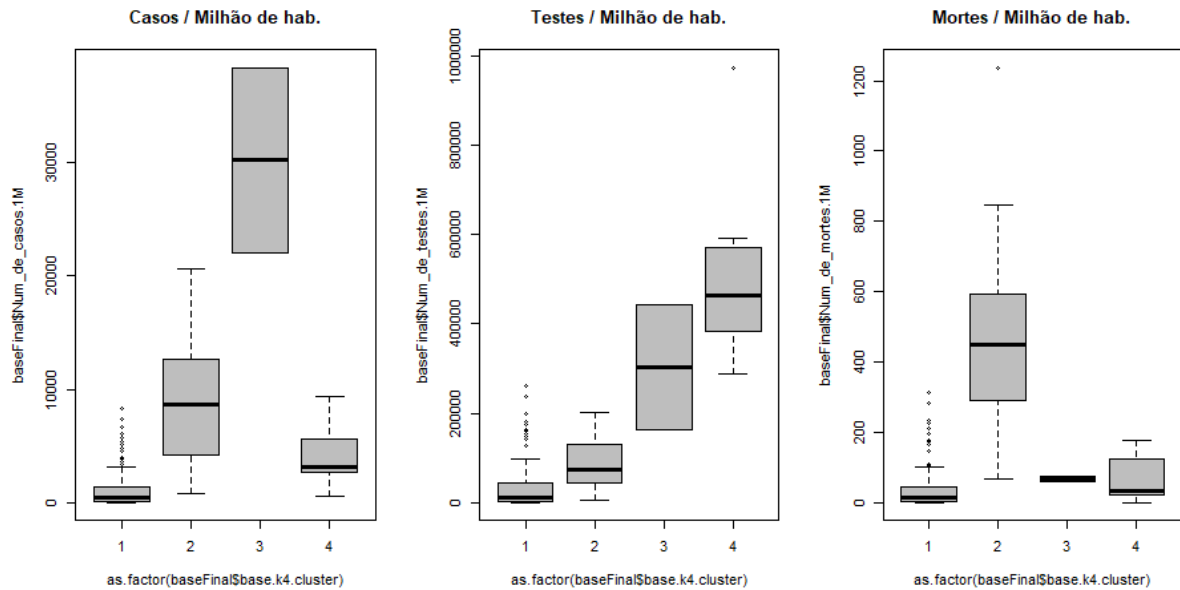 Casos / Milhão de hab.
baseFinal$Num_de_casos.1M
30000
20000
10000
0
1 2 3 4
as.factor(baseFinal$base.k4.cluster)
Testes / Milhão de hab.
baseFinal$Num_de_testes.1M
1000000
800000
600000
400000
200000
0
1 2 3 4
as.factor(baseFinal$base.k4.cluster)
Mortes / Milhão de hab.
baseFinal$Num_de_mortes.1M
1200
1000
800
600
400
200
0
1 2 3 4
as.factor(baseFinal$base.k4.cluster)